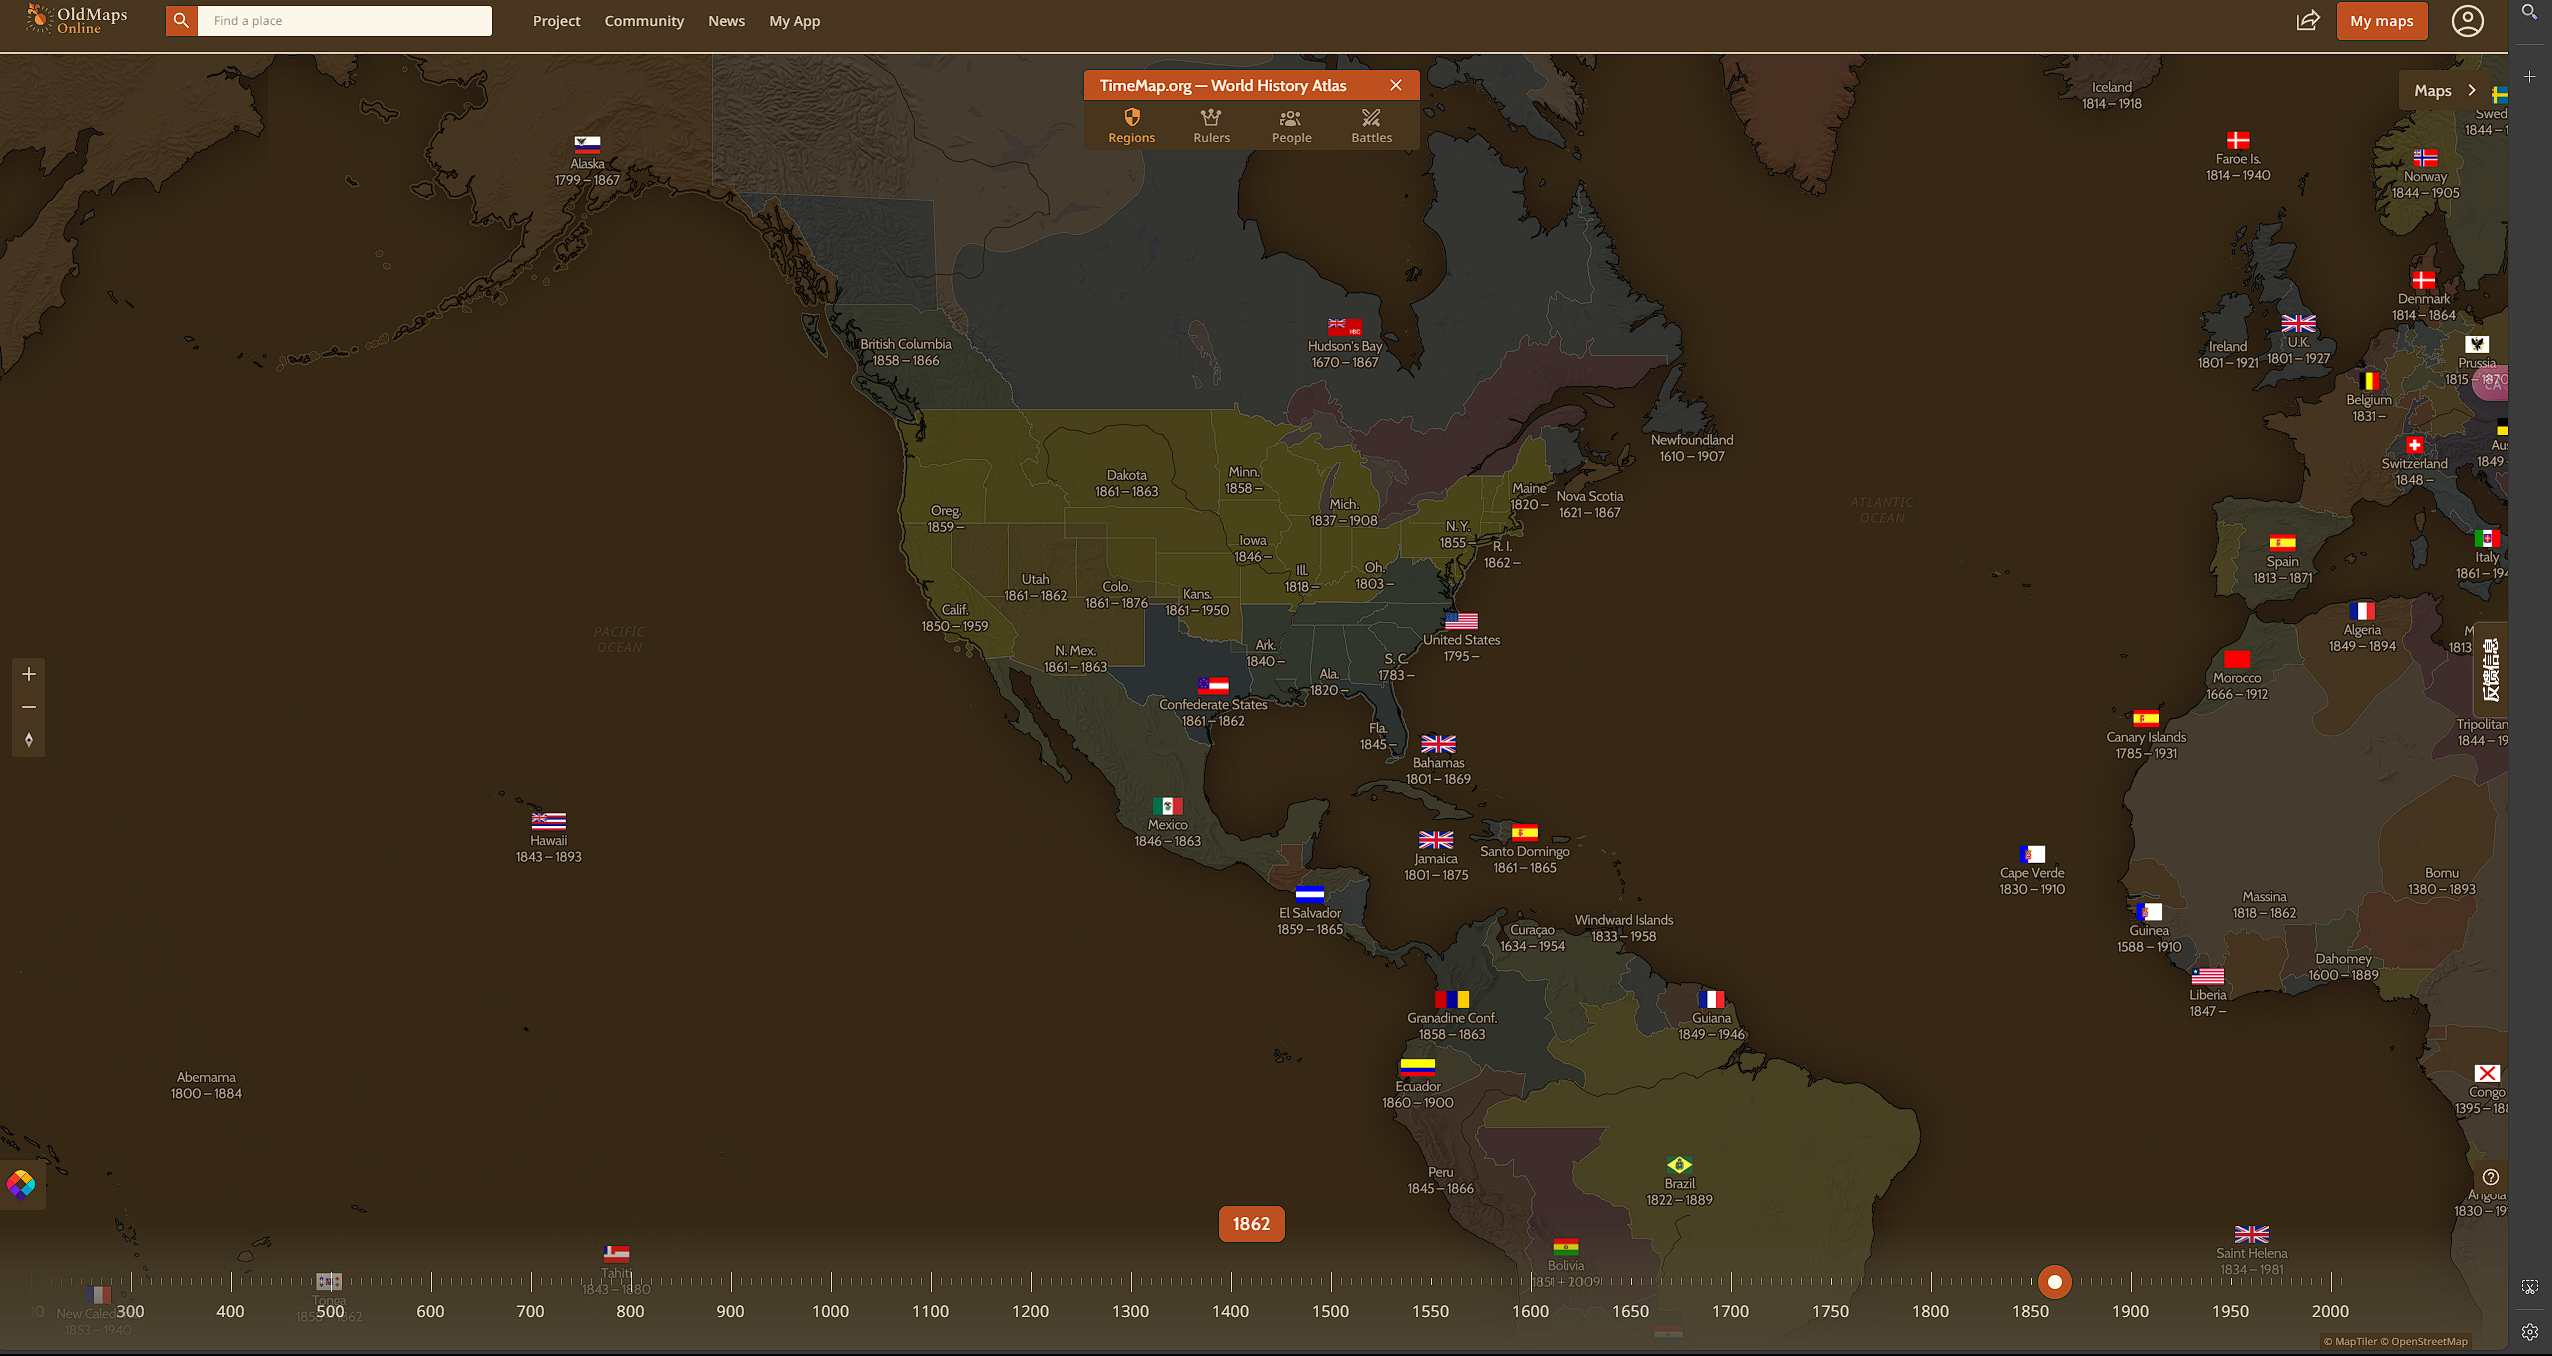 OldMaps
Online
Find a place
Project
Community
News
My App
My maps
TimeMap.org — World History Atlas
Regions
Rulers
People
Battles
Maps
Iceland
1814 – 1918
Swed
1844 – 1
Alaska
1799 – 1867
Faroe Is.
1814 – 1940
Norway
1844 – 1905
Denmark
1814 – 1864
British Columbia
1858 – 1866
Hudson's Bay
1670 – 1867
HBC
Ireland
1801 – 1921
U.K.
1801 – 1927
Prussia
1815 – 1870
CA
Belgium
1831 –
Newfoundland
1610 – 1907
Switzerland
1848 –
Au
1849
Dakota
1861 – 1863
Minn.
1858 –
Maine
1820 –
Nova Scotia
1621 – 1867
Mich.
1837 – 1908
ATLANTIC
OCEAN
Oreg.
1859 –
N. Y.
1855 –
R. I.
1862 –
Iowa
1846 –
Spain
1813 – 1871
Italy
1861 – 194
Utah
1861 – 1862
Colo.
1861 – 1876
Kans.
1861 – 1950
Ill.
1818 –
Oh.
1803 –
Calif.
1850 – 1959
PACIFIC
OCEAN
United States
1795 –
Algeria
1849 – 1894
M
1813
反馈信息
N. Mex.
1861 – 1863
Ark.
1840 –
S. C.
1783 –
Ala.
1820 –
Morocco
1666 – 1912
Confederate States
1861 – 1862
Fla.
1845 –
Canary Islands
1785 – 1931
Tripolitan
1844 – 19
Bahamas
1801 – 1869
Mexico
1846 – 1863
Hawaii
1843 – 1893
Jamaica
1801 – 1875
Santo Domingo
1861 – 1865
Cape Verde
1830 – 1910
Bornu
1380 – 1893
El Salvador
1859 – 1865
Windward Islands
1833 – 1958
Curaçao
1634 – 1954
Massina
1818 – 1862
Guinea
1588 – 1910
Dahomey
1600 – 1889
Liberia
1847 –
Granadine Conf.
1858 – 1863
Guiana
1849 – 1946
Abemama
1800 – 1884
Ecuador
1860 – 1900
Congo
1395 – 188
Peru
1845 – 1866
Brazil
1822 – 1889
Angola
1830 – 19
1862
Saint Helena
1834 – 1981
Bolivia
1851 – 2009
Tahiti
1843 – 1880
Tonga
New Caled
1853 – 1940
300
400
500
600
700
800
900
1000
1100
1200
1300
1400
1500
1550
1600
1650
1700
1750
1800
1850
1900
1950
2000
© MapTiler © OpenStreetMap